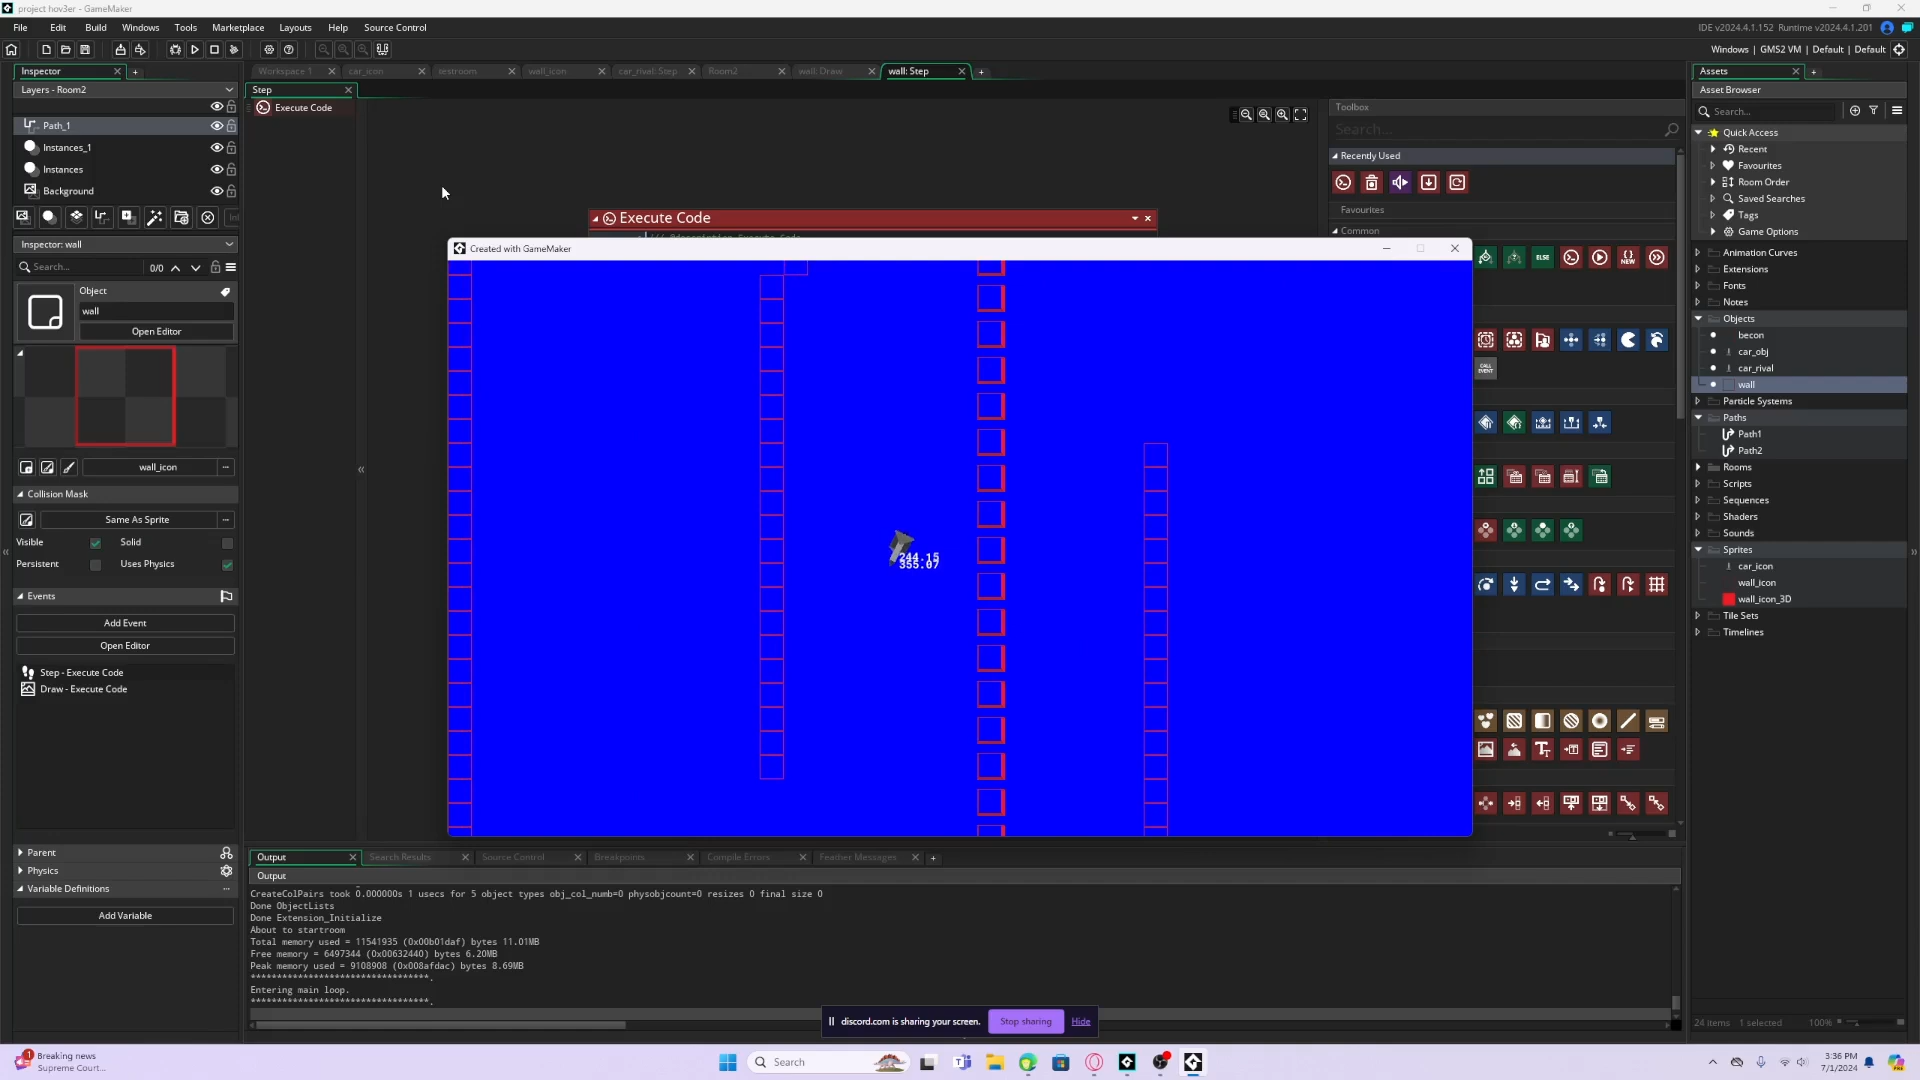 project hov3er - GameMaker
File Edit Build Windows Tools Marketplace Layouts Help Source Control
IDE v2024.4.1.152 Runtime v2024.4.1.201
Windows | GMS2 VM | Default | Default
Inspector
Workspace 1 car_icon testroom wall_icon car_rival: Step Room2 wall: Draw wall: Step
Assets
Layers - Room2
Step
Asset Browser
Execute Code
Toolbox
Search...
Search...
Path_1
Instances_1
Instances
Background
Recently Used
Favourites
Common
ELSE
NEW
CALL
EVENT
Quick Access
Recent
Favourites
Room Order
Saved Searches
Tags
Game Options
Animation Curves
Extensions
Fonts
Notes
Objects
becon
car_obj
car_rival
wall
Particle Systems
Paths
Path1
Path2
Rooms
Scripts
Sequences
Shaders
Sounds
Sprites
car_icon
wall_icon
wall_icon_3D
Tile Sets
Timelines
Inspector: wall
Search...
0/0
Object
wall
Open Editor
wall_icon
Collision Mask
Same As Sprite
Visible Solid
Persistent Uses Physics
Events
Add Event
Open Editor
Step - Execute Code
Draw - Execute Code
Parent
Physics
Variable Definitions
Add Variable
Execute Code
/// @description Execute Code
Created with GameMaker
244.15
355.07
Output Search Results Source Control Breakpoints Compile Errors Feather Messages
Output
CreateColPairs took 0.000000s 1 usecs for 5 object types obj_col_numb=0 physobjcount=0 resizes 0 final size 0
Done ObjectLists
Done Extension_Initialize
About to startroom
Total memory used = 11541935 (0x00b01daf) bytes 11.01MB
Free memory = 6497344 (0x00632440) bytes 6.20MB
Peak memory used = 9108908 (0x008afdac) bytes 8.69MB
**********************************.
Entering main loop.
**********************************.
discord.com is sharing your screen. Stop sharing Hide
24 items 1 selected 100%
1
Breaking news
Supreme Court...
Search
3:36 PM
7/1/2024